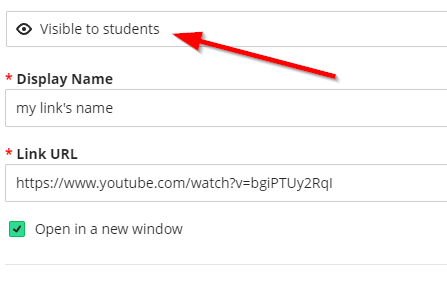 Visible to students
* Display Name
my link's name
* Link URL
https://www.youtube.com/watch?v=bgiPTUy2RqI
Open in a new window